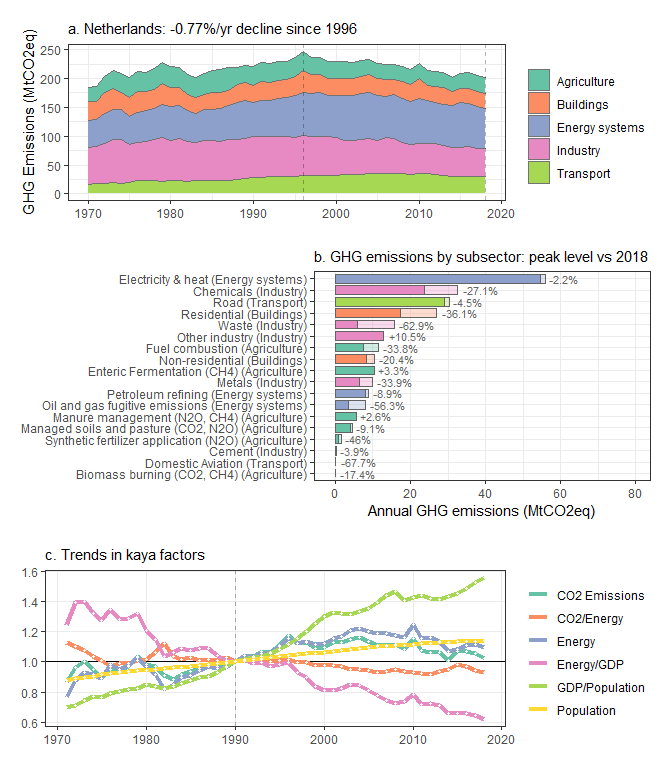 a. Netherlands: -0.77%/yr decline since 1996
GHG Emissions (MtCO2eq)
250
200
150
100
50
0
1970
1980
1990
2000
2010
2020
Agriculture
Buildings
Energy systems
Industry
Transport
b. GHG emissions by subsector: peak level vs 2018
Electricity & heat (Energy systems) -2.2%
Chemicals (Industry) -27.1%
Road (Transport) -4.5%
Residential (Buildings) -36.1%
Waste (Industry) -62.9%
Other industry (Industry) +10.5%
Fuel combustion (Agriculture) -33.8%
Non-residential (Buildings) -20.4%
Enteric Fermentation (CH4) (Agriculture) +3.3%
Metals (Industry) -33.9%
Petroleum refining (Energy systems) -8.9%
Oil and gas fugitive emissions (Energy systems) -56.3%
Manure management (N2O, CH4) (Agriculture) +2.6%
Managed soils and pasture (CO2, N2O) (Agriculture) -9.1%
Synthetic fertilizer application (N2O) (Agriculture) -46%
Cement (Industry) -3.9%
Domestic Aviation (Transport) -67.7%
Biomass burning (CO2, CH4) (Agriculture) -17.4%
0
20
40
60
80
Annual GHG emissions (MtCO2eq)
c. Trends in kaya factors
1.6
1.4
1.2
1.0
0.8
0.6
1970
1980
1990
2000
2010
2020
CO2 Emissions
CO2/Energy
Energy
Energy/GDP
GDP/Population
Population